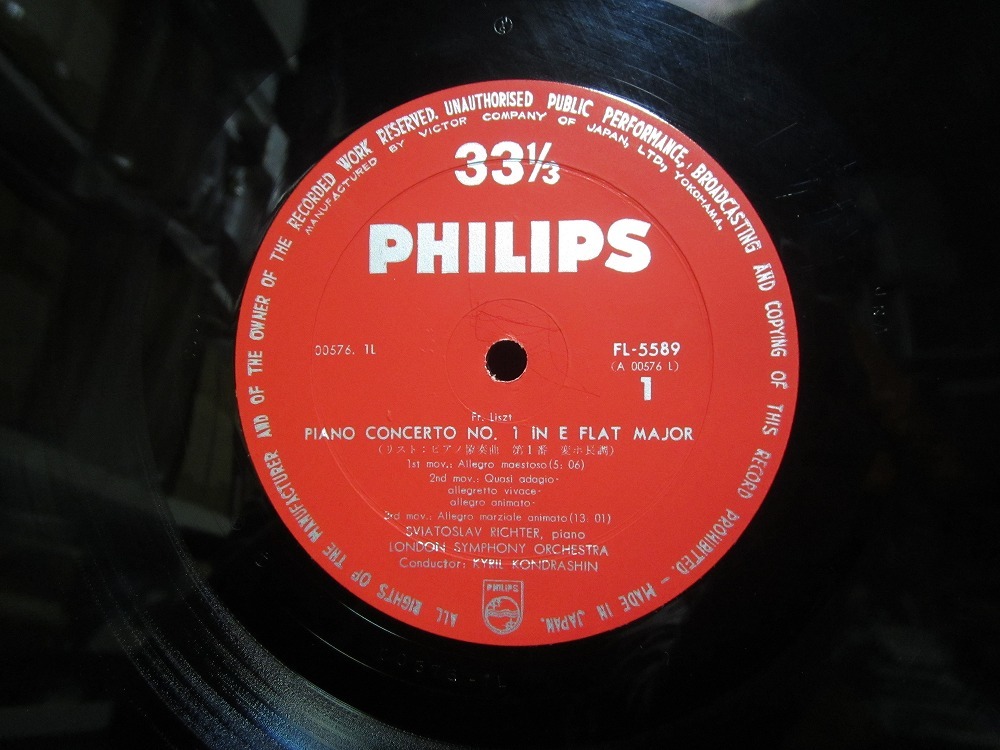 ALL RIGHTS OF THE MANUFACTURER AND OF THE OWNER OF THE RECORDED WORK RESERVED. UNAUTHORISED PUBLIC PERFORMANCE, BROADCASTING AND COPYING OF THIS RECORD PROHIBITED. – MADE IN JAPAN.
MANUFACTURED BY VICTOR COMPANY OF JAPAN, LTD., YOKOHAMA.
33⅓
PHILIPS
00576. 1L
FL-5589
(A 00576 L)
1
Fr. Liszt
PIANO CONCERTO NO. 1 IN E FLAT MAJOR
(リスト：ピアノ協奏曲 第1番 変ホ長調)
1st mov.: Allegro maestoso(5: 06)
2nd mov.: Quasi adagio-
allegretto vivace-
allegro animato-
3rd mov.: Allegro marziale animato(13. 01)
SVIATOSLAV RICHTER, piano
LONDON SYMPHONY ORCHESTRA
Conductor: KYRIL KONDRASHIN
PHILIPS